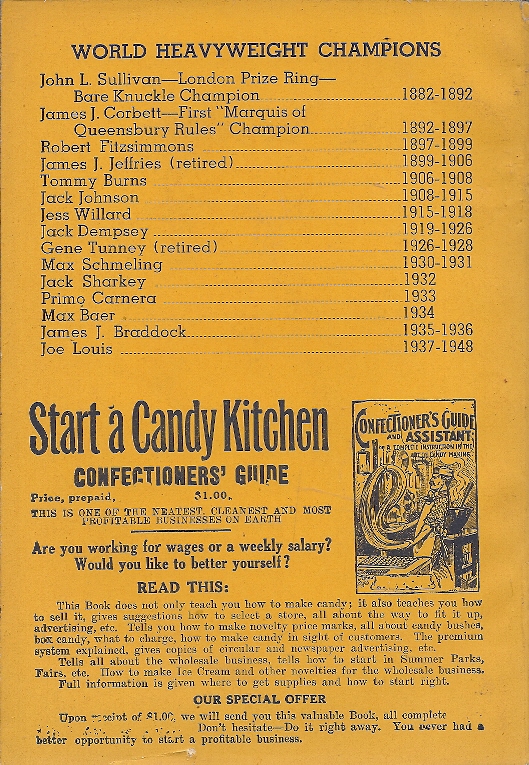 WORLD HEAVYWEIGHT CHAMPIONS
John L. Sullivan—London Prize Ring—
Bare Knuckle Champion 1882-1892
James J. Corbett—First "Marquis of
Queensbury Rules" Champion 1892-1897
Robert Fitzsimmons 1897-1899
James J. Jeffries (retired) 1899-1906
Tommy Burns 1906-1908
Jack Johnson 1908-1915
Jess Willard 1915-1918
Jack Dempsey 1919-1926
Gene Tunney (retired) 1926-1928
Max Schmeling 1930-1931
Jack Sharkey 1932
Primo Carnera 1933
Max Baer 1934
James J. Braddock 1935-1936
Joe Louis 1937-1948
Start a Candy Kitchen
CONFECTIONERS' GUIDE
Price, prepaid, $1.00.
THIS IS ONE OF THE NEATEST, CLEANEST AND MOST
PROFITABLE BUSINESSES ON EARTH
Are you working for wages or a weekly salary?
Would you like to better yourself?
CONFECTIONER'S GUIDE
AND ASSISTANT
OR A COMPLETE INSTRUCTION IN THE
ART OF CANDY MAKING
READ THIS:
This Book does not only teach you how to make candy; it also teaches you how
to sell it, gives suggestions how to select a store, all about the way to fit it up,
advertising, etc. Tells you how to make novelty price marks, all about candy bushes,
box candy, what to charge, how to make candy in sight of customers. The premium
system explained, gives copies of circular and newspaper advertising, etc.
Tells all about the wholesale business, tells how to start in Summer Parks,
Fairs, etc. How to make Ice Cream and other novelties for the wholesale business.
Full information is given where to get supplies and how to start right.
OUR SPECIAL OFFER
Upon receipt of $1.00, we will send you this valuable Book, all complete
Don't hesitate—Do it right away. You never had a
better opportunity to start a profitable business.